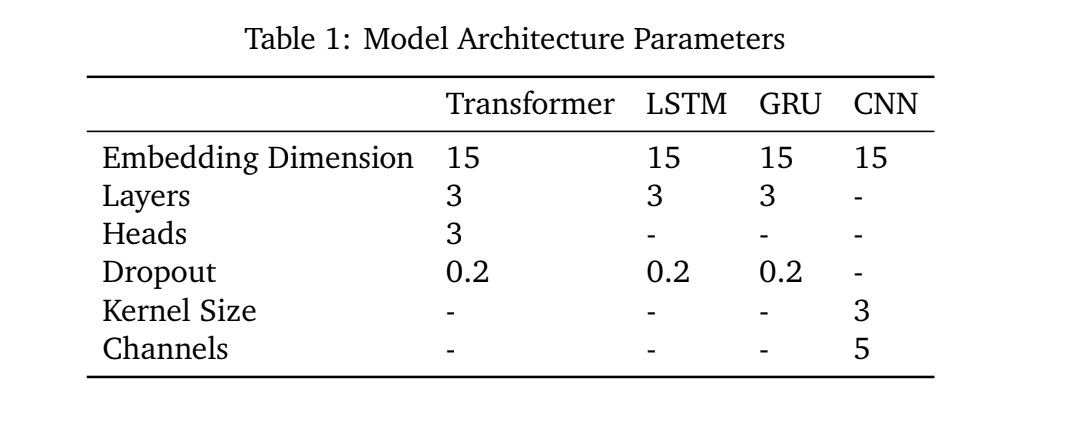 Table 1: Model Architecture Parameters
Transformer LSTM GRU CNN
Embedding Dimension 15 15 15 15
Layers 3 3 3 -
Heads 3 - - -
Dropout 0.2 0.2 0.2 -
Kernel Size - - - 3
Channels - - - 5